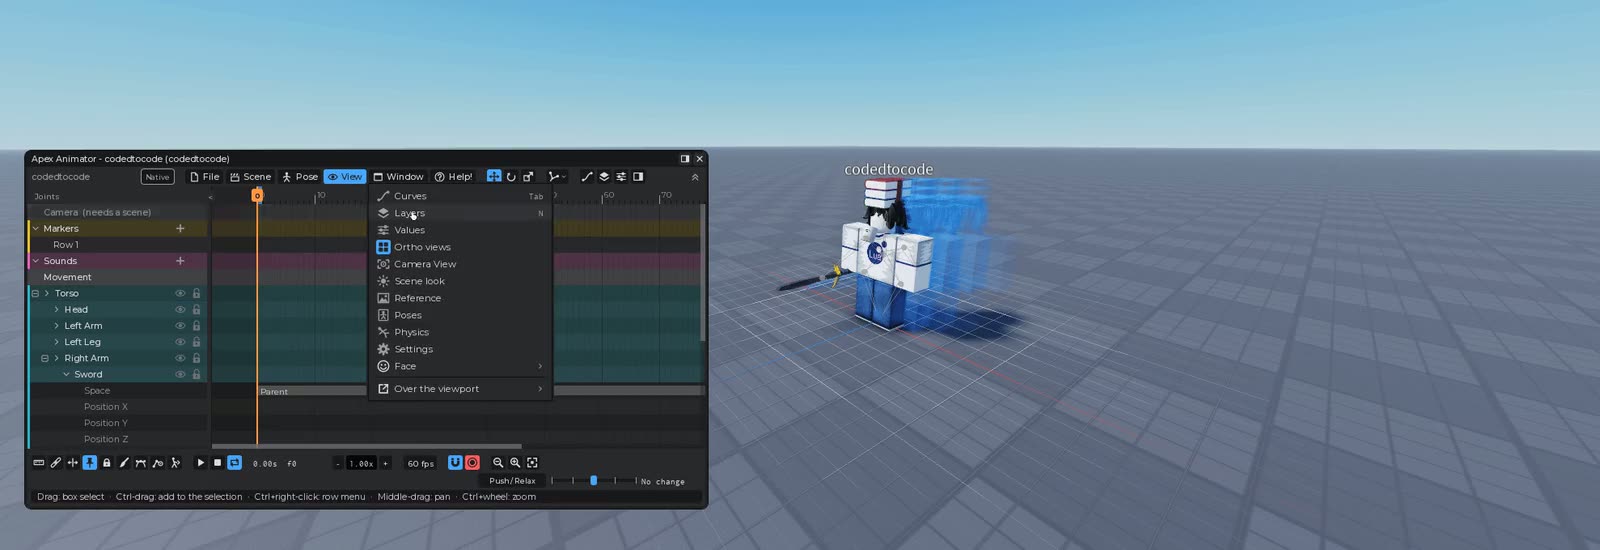 codedtocode
Apex Animator - codedtocode (codedtocode)
codedtocode
Native
File
Scene
Pose
View
Window
Help!
Joints
<
0
10
60
70
Camera (needs a scene)
Markers
Row 1
Sounds
Movement
Torso
Head
Left Arm
Left Leg
Right Arm
Sword
Space
Parent
Position X
Position Y
Position Z
Curves Tab
Layers N
Values
Ortho views
Camera View
Scene look
Reference
Poses
Physics
Settings
Face
Over the viewport
Lua
0.00s f0
- 1.00x +
60 fps
Push/Relax
No change
Drag: box select · Ctrl-drag: add to the selection · Ctrl+right-click: row menu · Middle-drag: pan · Ctrl+wheel: zoom